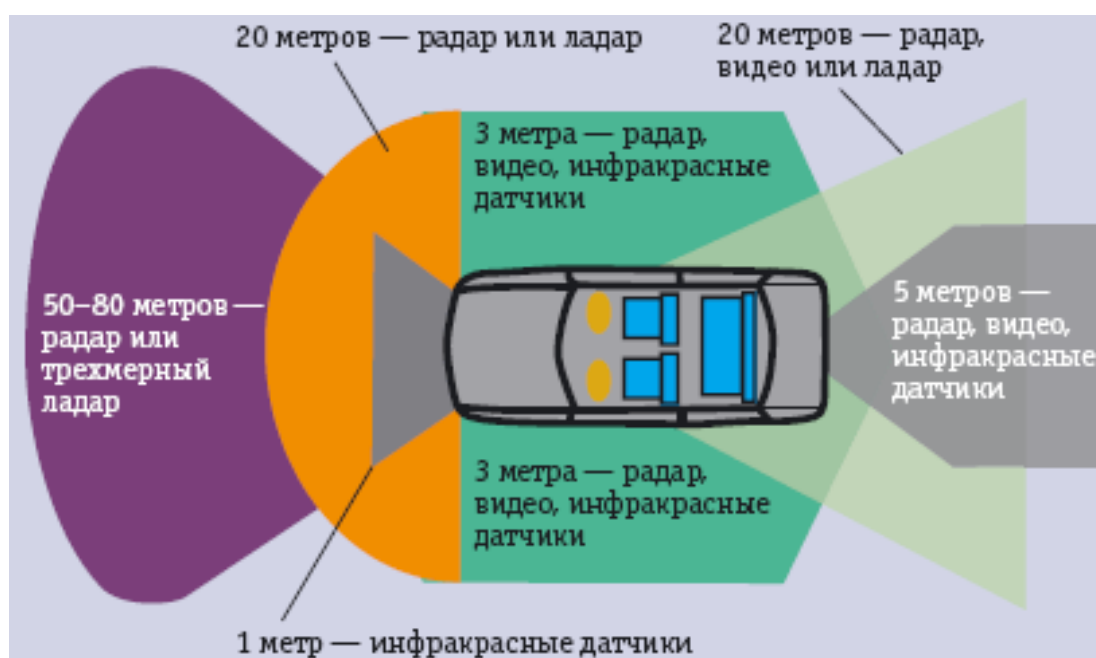 20 метров — радар или ладар
20 метров — радар,
видео или ладар
3 метра — радар,
видео, инфракрасные
датчики
50–80 метров —
радар или
трехмерный
ладар
5 метров —
радар, видео,
инфракрасные
датчики
3 метра — радар,
видео, инфракрасные
датчики
1 метр — инфракрасные датчики